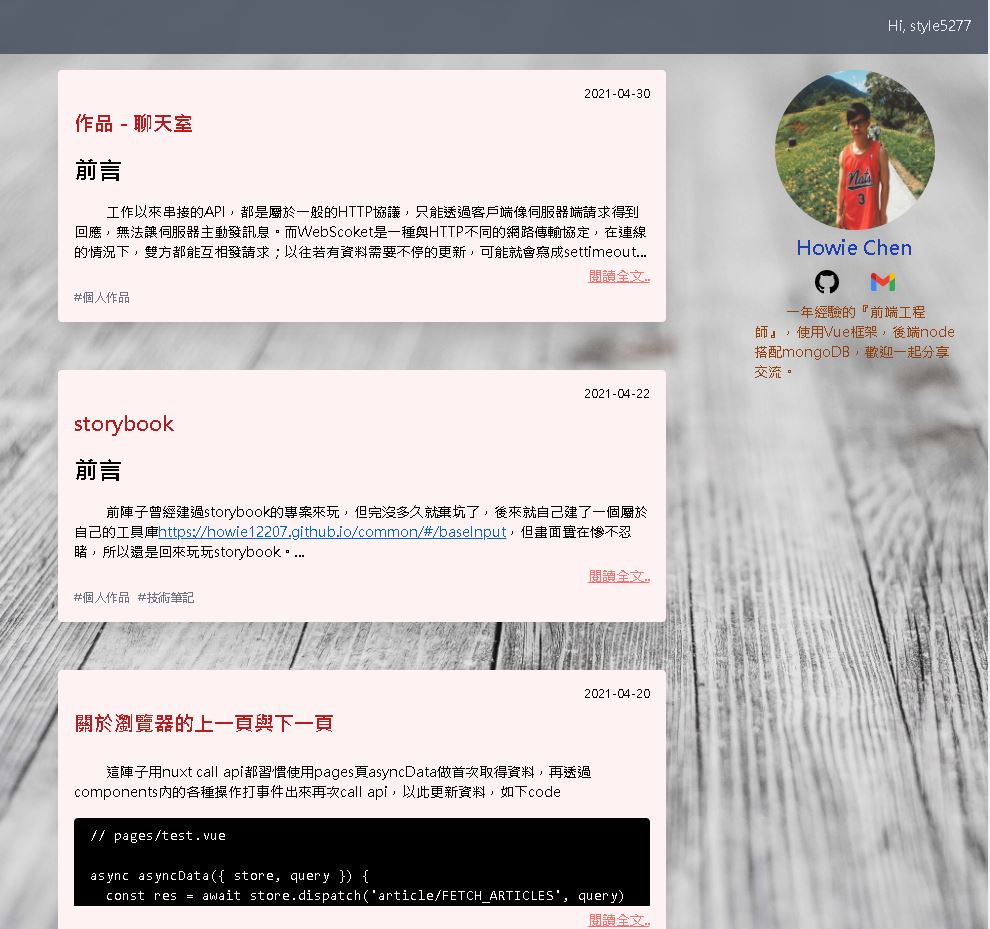 Hi, style5277
2021-04-30
作品 - 聊天室
前言
工作以來串接的API，都是屬於一般的HTTP協議，只能透過客戶端像伺服器端請求得到
回應，無法讓伺服器主動發訊息。而WebScoket是一種與HTTP不同的網路傳輸協定，在連線
的情況下，雙方都能互相發請求；以往若有資料需要不停的更新，可能就會寫成settimeout...
閱讀全文..
#個人作品
2021-04-22
storybook
前言
前陣子曾經建過storybook的專案來玩，但完沒多久就棄坑了，後來就自己建了一個屬於
自己的工具庫https://howie12207.github.io/common/#/baseInput，但畫面實在慘不忍
睹，所以還是回來玩玩storybook。...
閱讀全文..
#個人作品 #技術筆記
2021-04-20
關於瀏覽器的上一頁與下一頁
這陣子用nuxt call api都習慣使用pages頁asyncData做首次取得資料，再透過
components內的各種操作打事件出來再次call api，以此更新資料，如下code
// pages/test.vue
async asyncData({ store, query }) {
const res = await store.dispatch('article/FETCH_ARTICLES', query)
閱讀全文..
Nuts
3
Howie Chen
一年經驗的『前端工程
師』，使用Vue框架，後端node
搭配mongoDB，歡迎一起分享
交流。